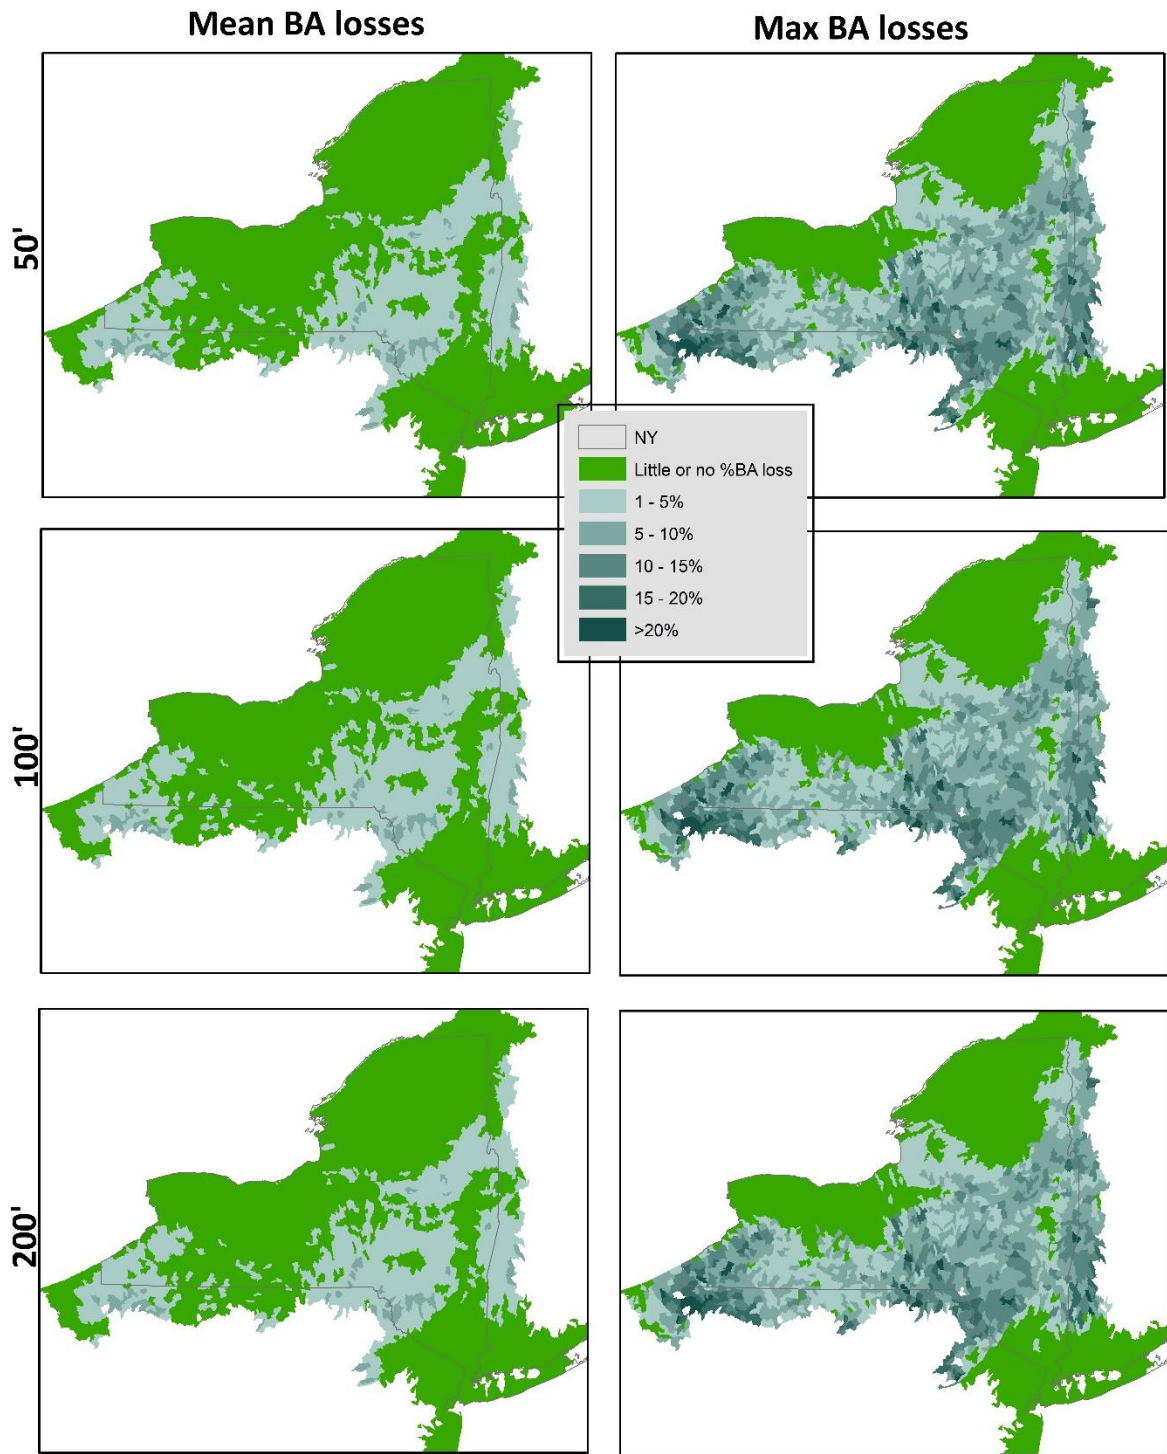 Mean BA losses
Max BA losses
50'
NY
Little or no %BA loss
1 - 5%
5 - 10%
10 - 15%
15 - 20%
>20%
100'
200'